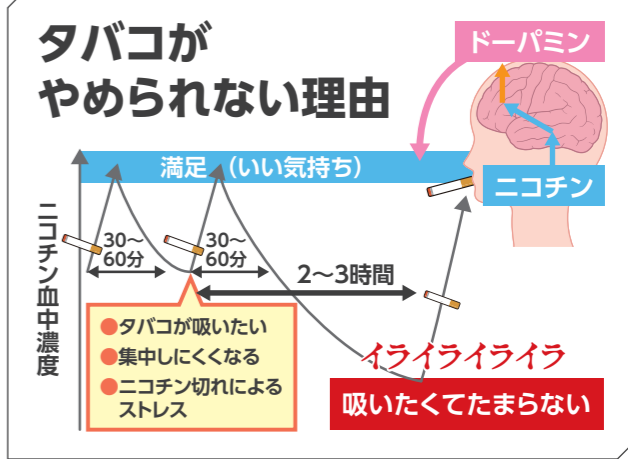 タバコが
やめられない理由
ドーパミン
ニコチン
満足（いい気持ち）
ニコチン血中濃度
30〜
60分
30〜
60分
2〜3時間
●タバコが吸いたい
●集中しにくくなる
●ニコチン切れによる
ストレス
イライライライラ
吸いたくてたまらない